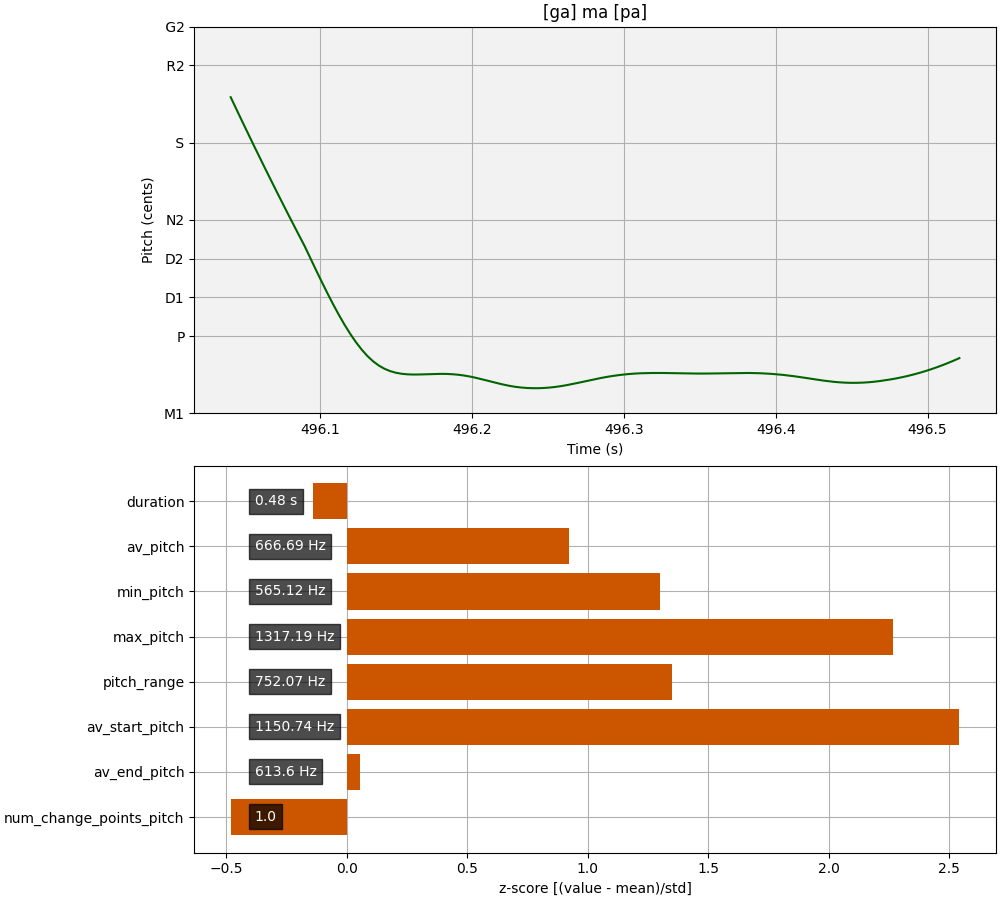 [ga] ma [pa]
G2
R2
S
N2
D2
D1
P
M1
Pitch (cents)
496.1 496.2 496.3 496.4 496.5
Time (s)
duration 0.48 s
av_pitch 666.69 Hz
min_pitch 565.12 Hz
max_pitch 1317.19 Hz
pitch_range 752.07 Hz
av_start_pitch 1150.74 Hz
av_end_pitch 613.6 Hz
num_change_points_pitch 1.0
−0.5 0.0 0.5 1.0 1.5 2.0 2.5
z-score [(value - mean)/std]